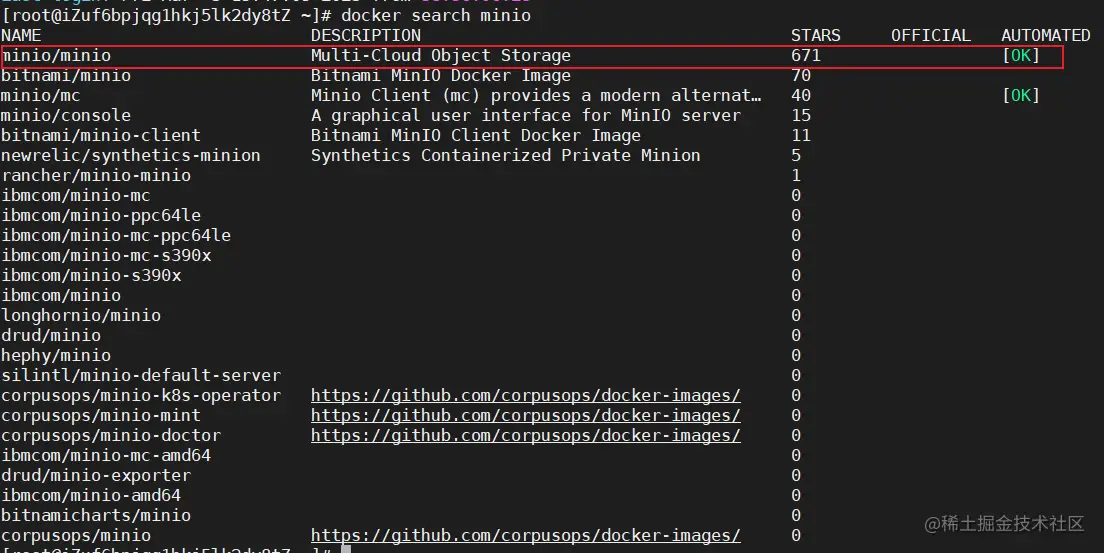 [root@iZuf6bpjqg1hkj5lk2dy8tZ ~]# docker search minio
NAME DESCRIPTION STARS OFFICIAL AUTOMATED
minio/minio Multi-Cloud Object Storage 671 [OK]
bitnami/minio Bitnami MinIO Docker Image 70
minio/mc Minio Client (mc) provides a modern alternat… 40 [OK]
minio/console A graphical user interface for MinIO server 15
bitnami/minio-client Bitnami MinIO Client Docker Image 11
newrelic/synthetics-minion Synthetics Containerized Private Minion 5
rancher/minio-minio 1
ibmcom/minio-mc 0
ibmcom/minio-ppc64le 0
ibmcom/minio-mc-ppc64le 0
ibmcom/minio-mc-s390x 0
ibmcom/minio-s390x 0
ibmcom/minio 0
longhornio/minio 0
drud/minio 0
hephy/minio 0
silintl/minio-default-server 0
corpusops/minio-k8s-operator https://github.com/corpusops/docker-images/ 0
corpusops/minio-mint https://github.com/corpusops/docker-images/ 0
corpusops/minio-doctor https://github.com/corpusops/docker-images/ 0
ibmcom/minio-mc-amd64 0
drud/minio-exporter 0
ibmcom/minio-amd64 0
bitnamicharts/minio 0
corpusops/minio https://github.com/corpusops/docker-images/ 0
[root@iZuf6bpjqg1hkj5lk2dy8tZ ~]#
@稀土掘金技术社区